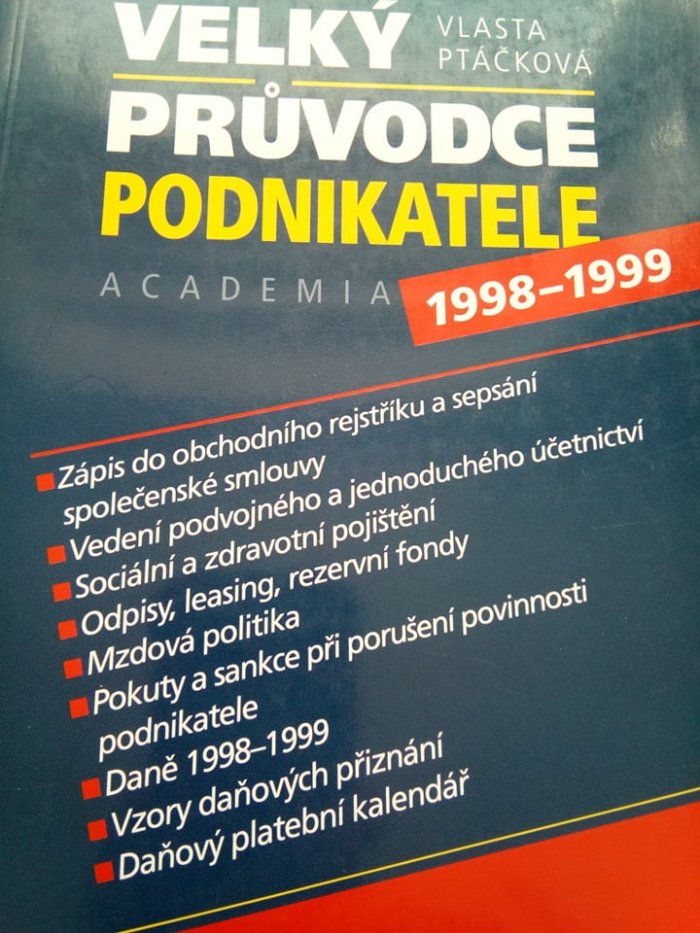 VELKÝ
VLASTA
PTÁČKOVÁ
PRŮVODCE
PODNIKATELE
ACADEMIA
1998–1999
Zápis do obchodního rejstříku a sepsání
společenské smlouvy
Vedení podvojného a jednoduchého účetnictví
Sociální a zdravotní pojištění
Odpisy, leasing, rezervní fondy
Mzdová politika
Pokuty a sankce při porušení povinnosti
podnikatele
Daně 1998–1999
Vzory daňových přiznání
Daňový platební kalendář